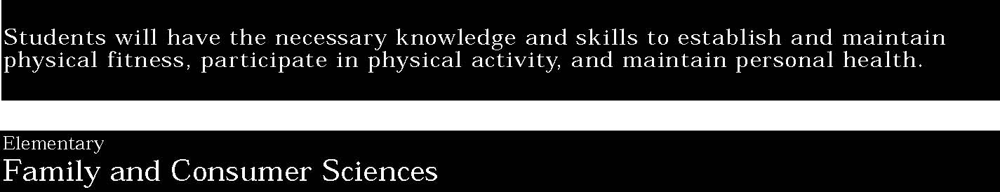 Students will have the necessary knowledge and skills to establish and maintain
physical fitness, participate in physical activity, and maintain personal health.
Elementary
Family and Consumer Sciences